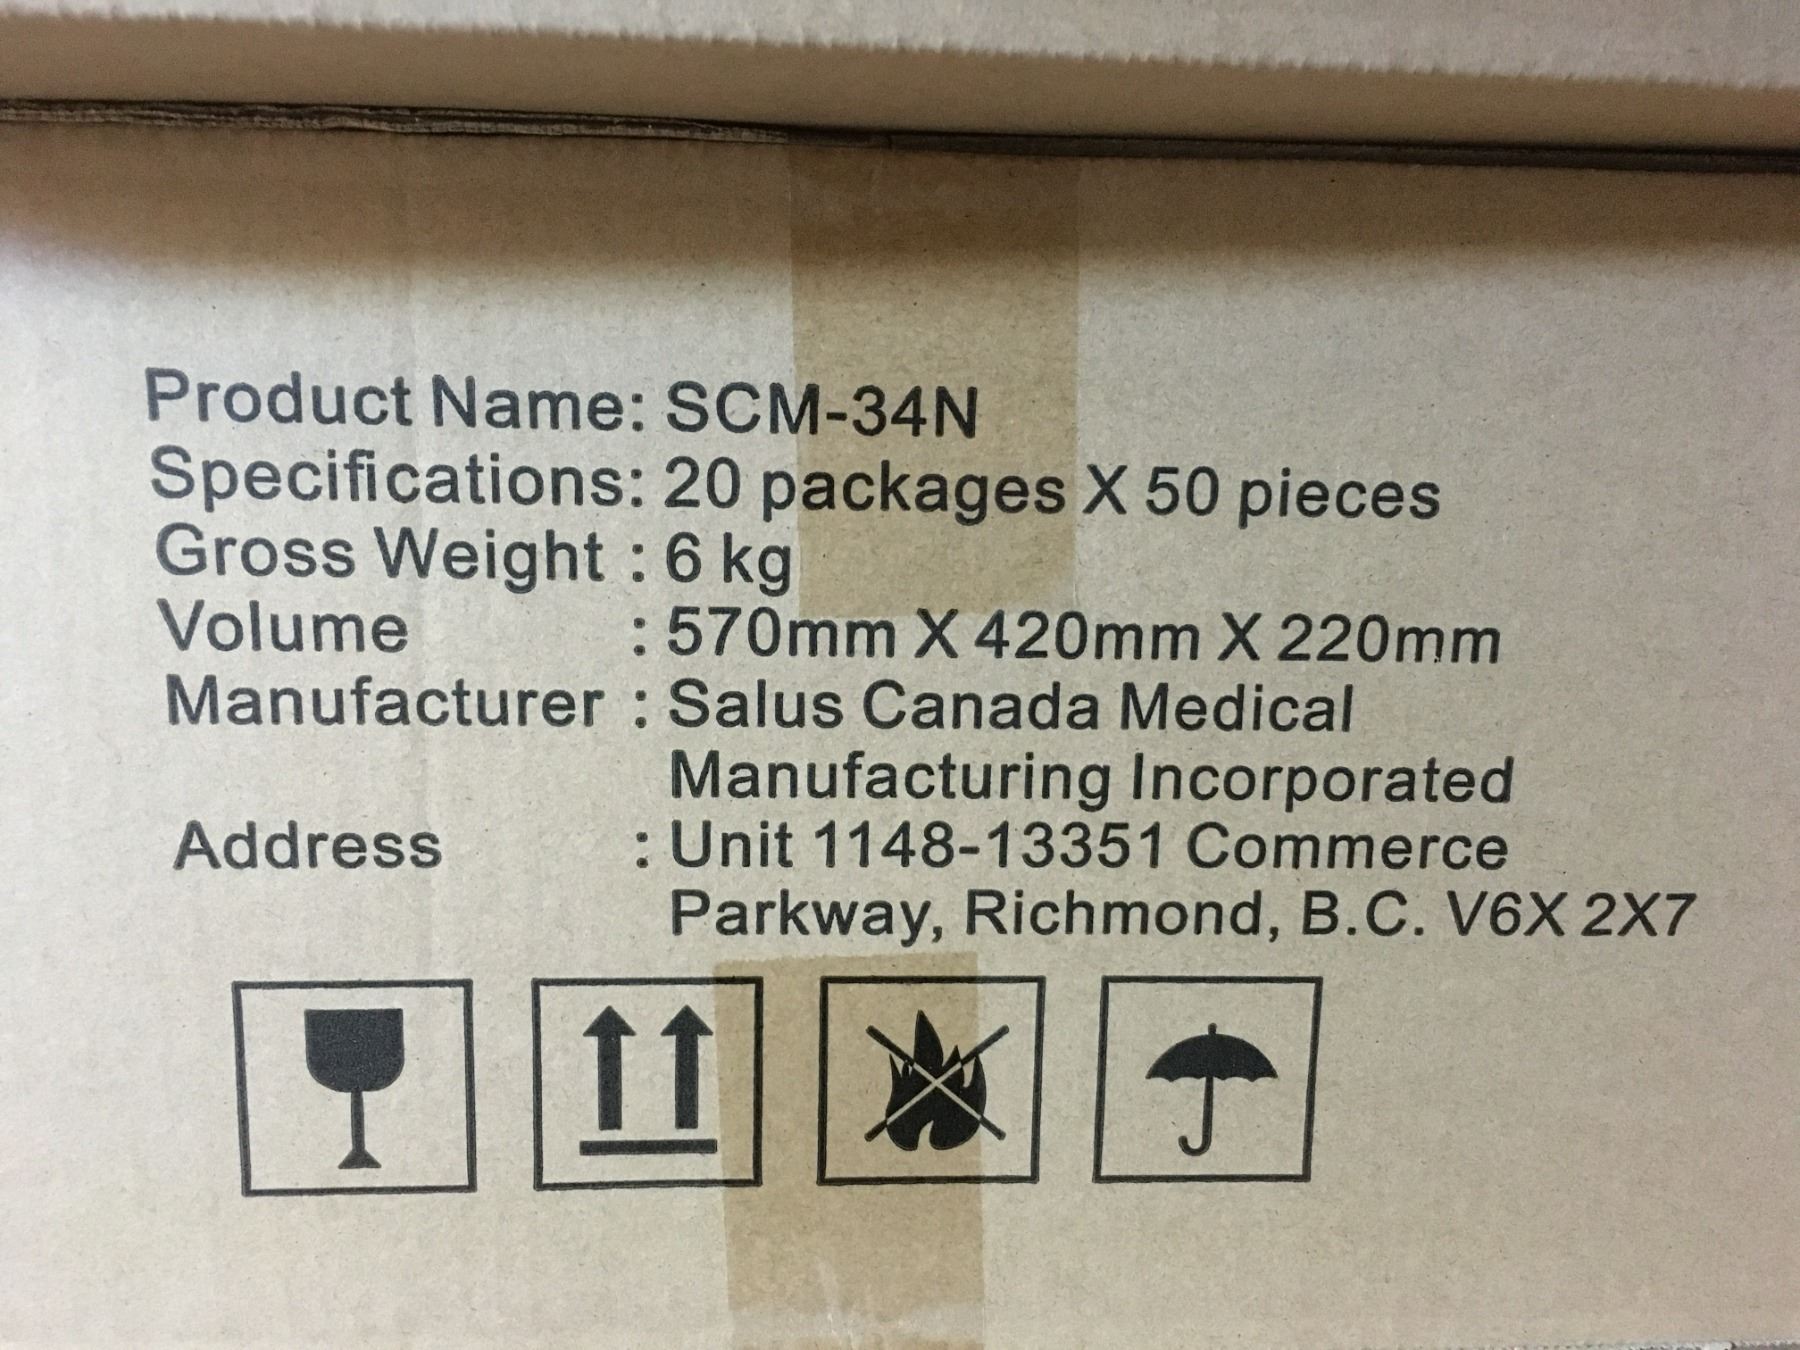 Product Name: SCM-34N
Specifications: 20 packages X 50 pieces
Gross Weight : 6 kg
Volume : 570mm X 420mm X 220mm
Manufacturer : Salus Canada Medical
Manufacturing Incorporated
Address : Unit 1148-13351 Commerce
Parkway, Richmond, B.C. V6X 2X7